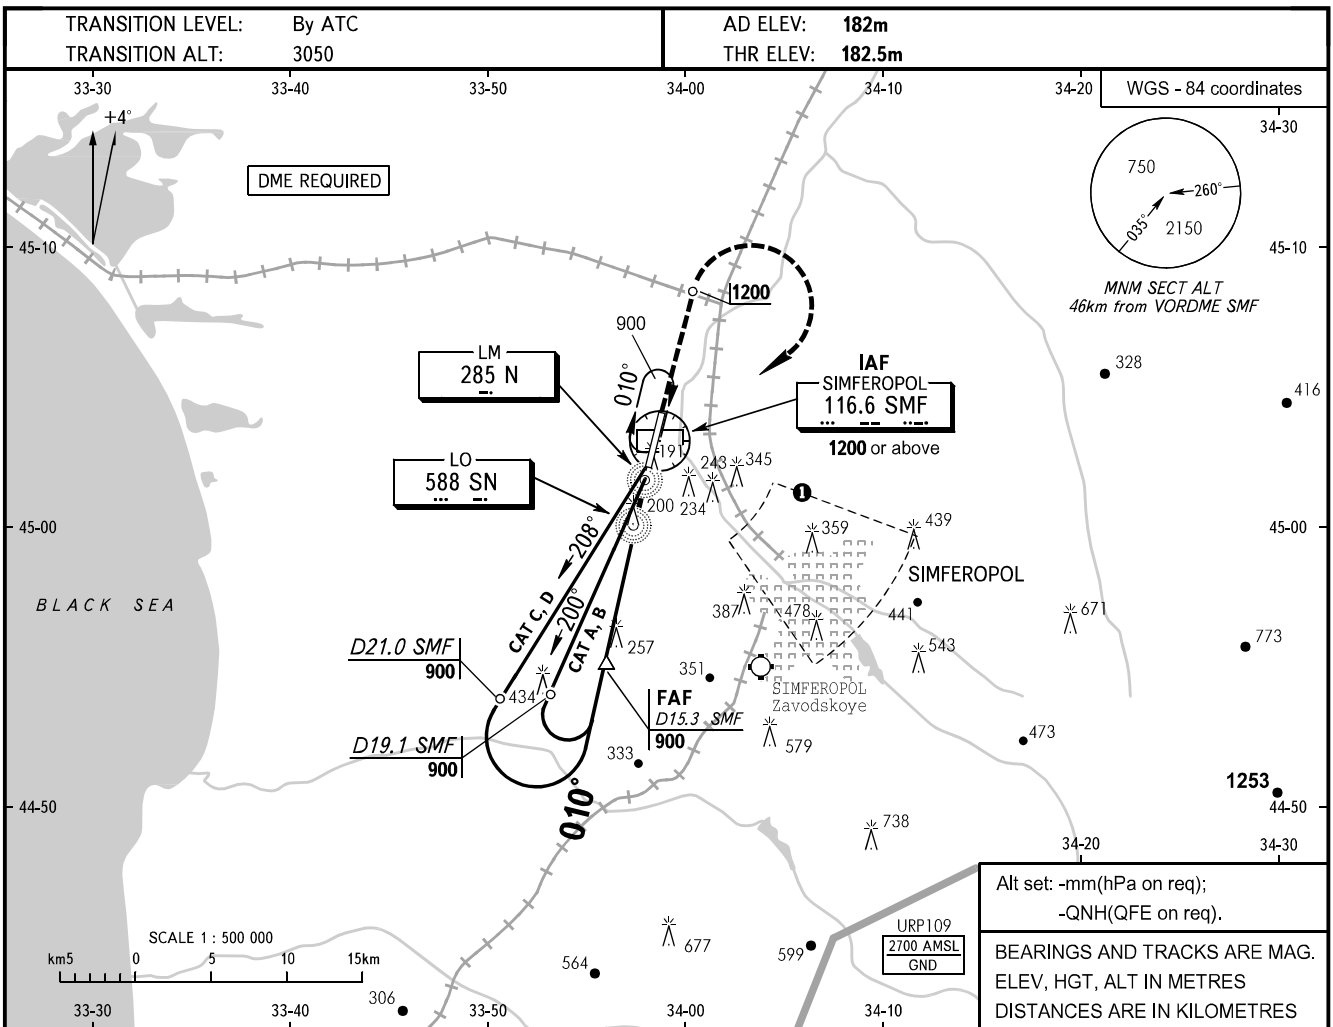 TRANSITION LEVEL: By ATC
TRANSITION ALT: 3050
AD ELEV: 182m
THR ELEV: 182.5m
33-30
33-40
33-50
34-00
34-10
34-20
WGS - 84 coordinates
34-30
+4°
DME REQUIRED
750
260°
035°
2150
MNM SECT ALT
46km from VORDME SMF
45-10
45-10
1200
900
010°
LM
285 N
IAF
SIMFEROPOL
116.6 SMF
1200 or above
328
416
LO
588 SN
191
243
345
234
200
1
359
439
45-00
45-00
208°
SIMFEROPOL
BLACK SEA
CAT C, D
200°
CAT A, B
387
478
441
671
257
543
773
D21.0 SMF
900
434
351
SIMFEROPOL
Zavodskoye
FAF
D15.3 SMF
900
D19.1 SMF
900
333
579
473
010°
1253
44-50
44-50
738
34-20
34-30
Alt set: -mm(hPa on req);
-QNH(QFE on req).
URP109
2700 AMSL
GND
677
599
564
306
SCALE 1 : 500 000
km5 0 5 10 15km
BEARINGS AND TRACKS ARE MAG.
ELEV, HGT, ALT IN METRES
DISTANCES ARE IN KILOMETRES
33-30
33-40
33-50
34-00
34-10